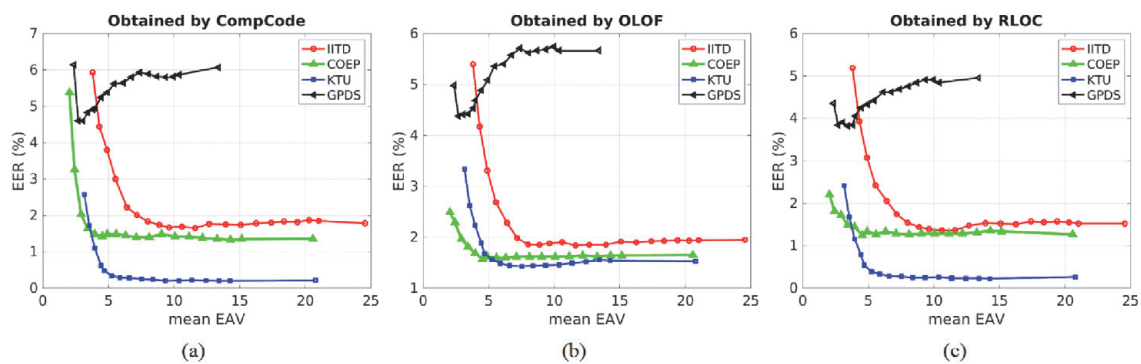 Obtained by CompCode
7
6
5
4
3
2
1
0
EER (%)
IITD
COEP
KTU
GPDS
0 5 10 15 20 25
mean EAV
(a)
Obtained by OLOF
6
5
4
3
2
1
EER (%)
IITD
COEP
KTU
GPDS
0 5 10 15 20 25
mean EAV
(b)
Obtained by RLOC
6
5
4
3
2
1
0
EER (%)
IITD
COEP
KTU
GPDS
0 5 10 15 20 25
mean EAV
(c)